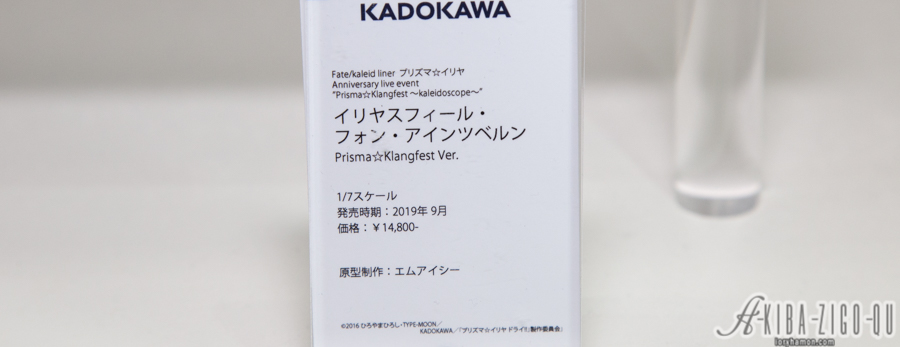 KADOKAWA
Fate/kaleid liner プリズマ☆イリヤ
Anniversary live event
"Prisma☆Klangfest ～kaleidoscope～"
イリヤスフィール・
フォン・アインツベルン
Prisma☆Klangfest Ver.
1/7スケール
発売時期：2019年 9月
価格：￥14,800-
原型制作：エムアイシー
©2016 ひろやまひろし・TYPE-MOON／
KADOKAWA／「プリズマ☆イリヤ ドライ!!」製作委員会
AKIBA-ZIGO-QU